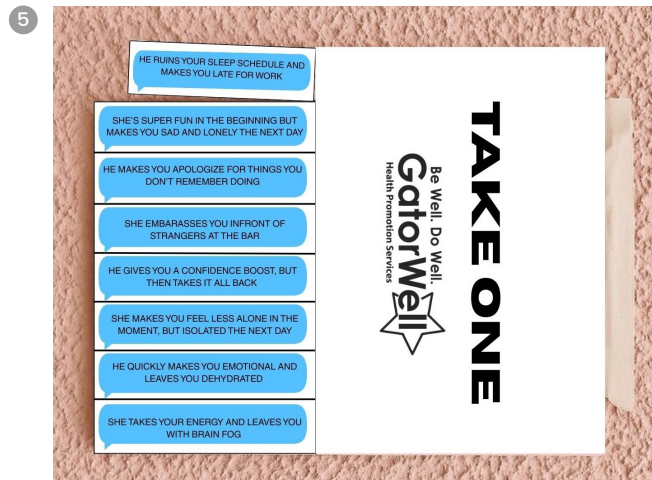 5
HE RUINS YOUR SLEEP SCHEDULE AND
MAKES YOU LATE FOR WORK
SHE'S SUPER FUN IN THE BEGINNING BUT
MAKES YOU SAD AND LONELY THE NEXT DAY
HE MAKES YOU APOLOGIZE FOR THINGS YOU
DON'T REMEMBER DOING
SHE EMBARASSES YOU INFRONT OF
STRANGERS AT THE BAR
HE GIVES YOU A CONFIDENCE BOOST, BUT
THEN TAKES IT ALL BACK
SHE MAKES YOU FEEL LESS ALONE IN THE
MOMENT, BUT ISOLATED THE NEXT DAY
HE QUICKLY MAKES YOU EMOTIONAL AND
LEAVES YOU DEHYDRATED
SHE TAKES YOUR ENERGY AND LEAVES YOU
WITH BRAIN FOG
TAKE ONE
Be Well. Do Well.
GatorWell
Health Promotion Services